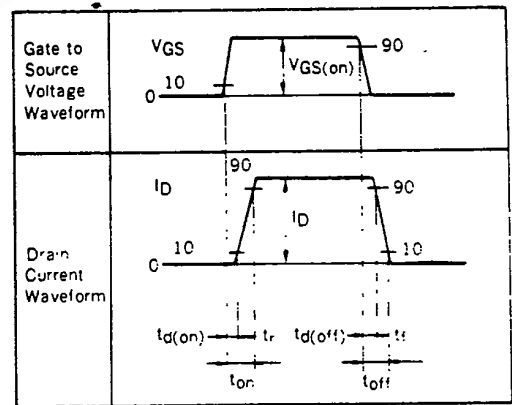 Gate to
Source
Voltage
Waveform
VGS
10
0
VGS(on)
90
Drain
Current
Waveform
ID
90
10
0
ID
90
10
td(on)
tr
td(off)
tf
ton
toff